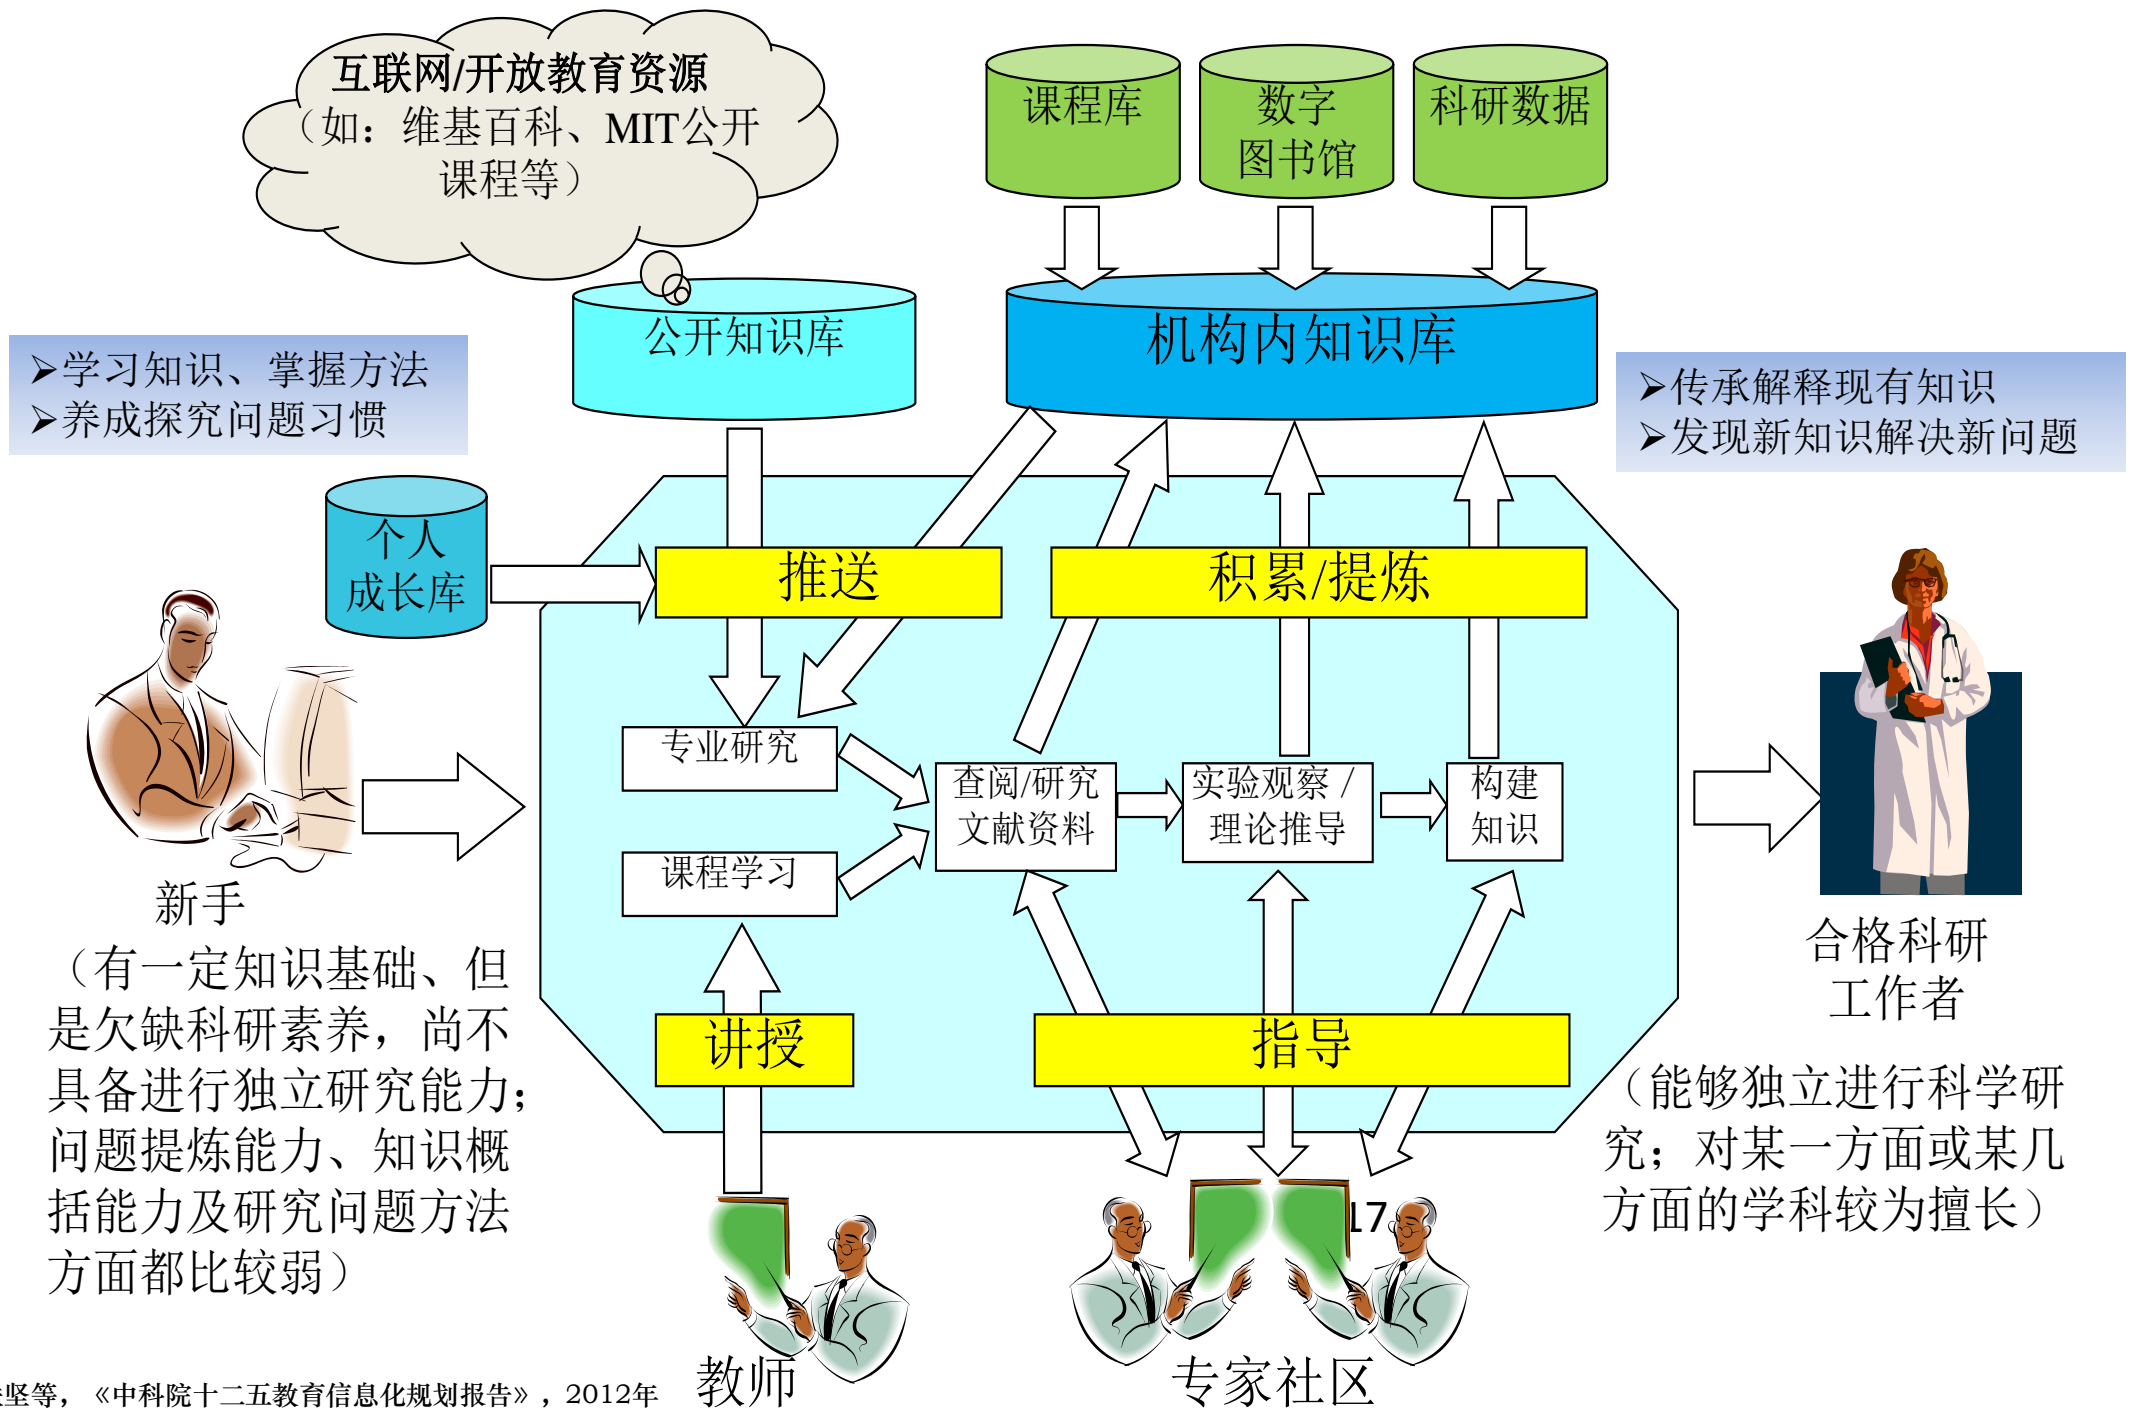 互联网/开放教育资源
（如：维基百科、MIT公开
课程等）
课程库
数字
图书馆
科研数据
公开知识库
机构内知识库
➢学习知识、掌握方法
➢养成探究问题习惯
➢传承解释现有知识
➢发现新知识解决新问题
个人
成长库
推送
积累/提炼
专业研究
课程学习
查阅/研究
文献资料
实验观察/
理论推导
构建
知识
新手
（有一定知识基础、但
是欠缺科研素养，尚不
具备进行独立研究能力；
问题提炼能力、知识概
括能力及研究问题方法
方面都比较弱）
合格科研
工作者
（能够独立进行科学研
究；对某一方面或某几
方面的学科较为擅长）
讲授
指导
17
教师
专家社区
坚等，《中科院十二五教育信息化规划报告》，2012年